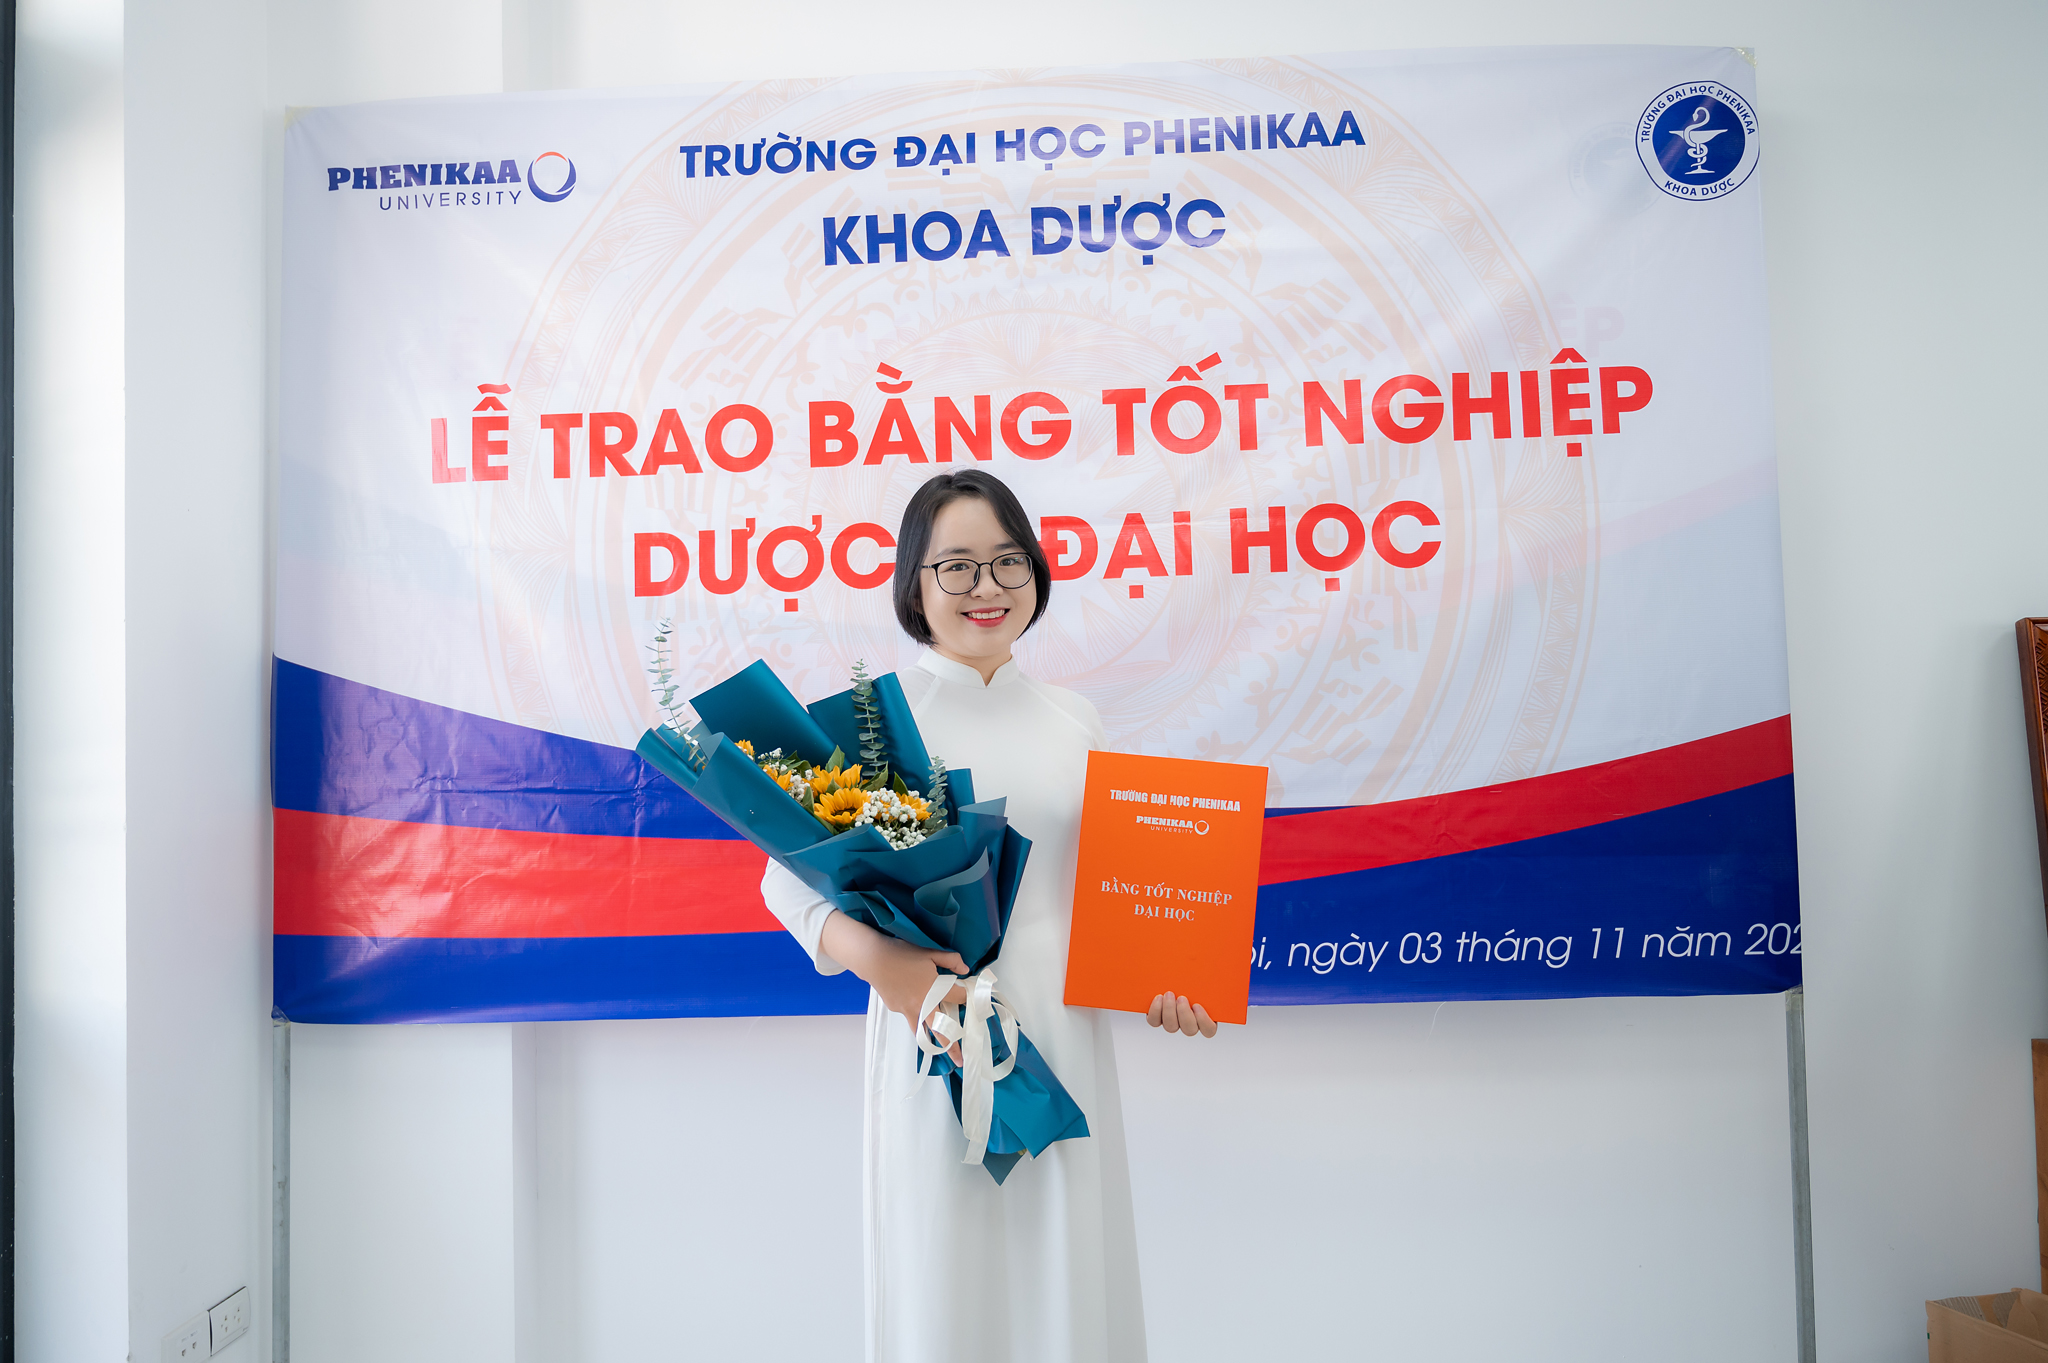 PHENIKAA
UNIVERSITY
TRƯỜNG ĐẠI HỌC PHENIKAA
KHOA DƯỢC
TRƯỜNG ĐẠI HỌC PHENIKAA
KHOA DƯỢC
LỄ TRAO BẰNG TỐT NGHIỆP
DƯỢC ĐẠI HỌC
TRƯỜNG ĐẠI HỌC PHENIKAA
PHENIKAA
UNIVERSITY
BẰNG TỐT NGHIỆP
ĐẠI HỌC
ngày 03 tháng 11 năm